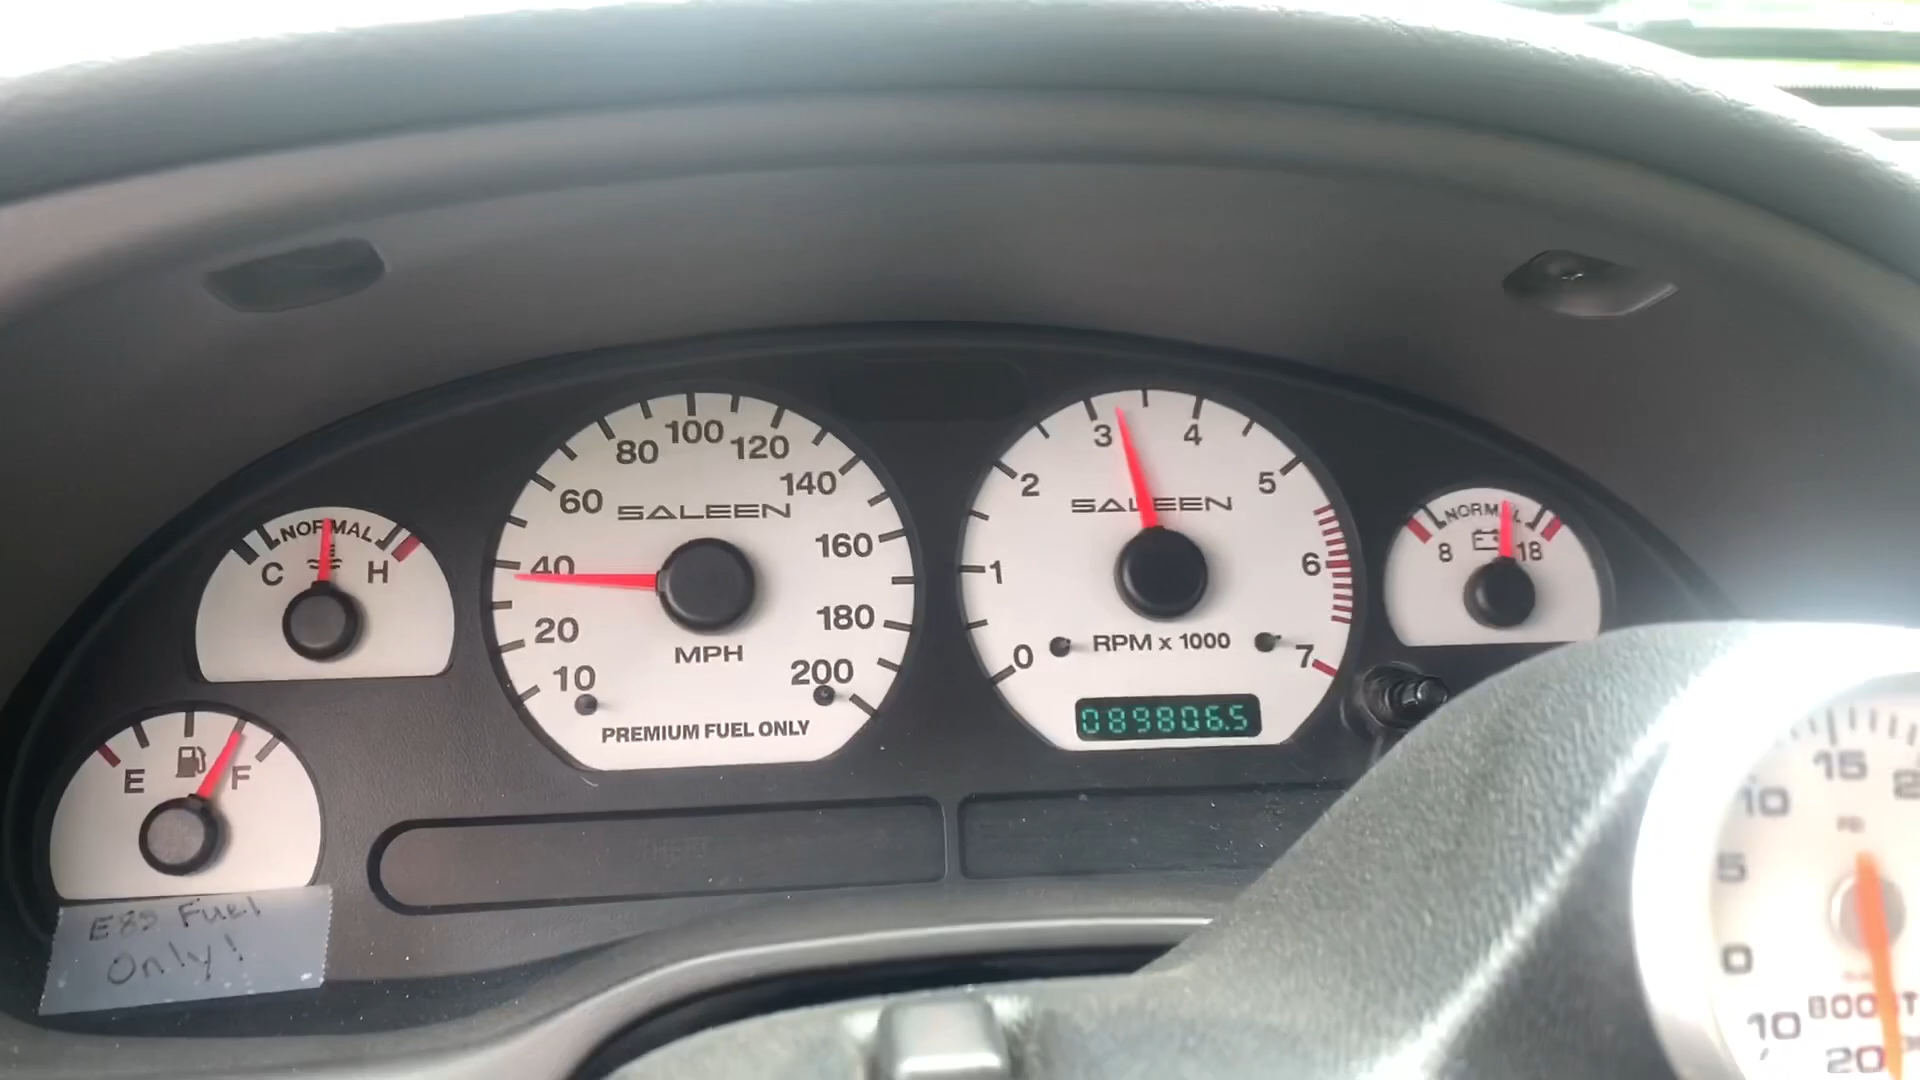 80 100 120
60 SALEEN 140
40 160
20 180
MPH
10 200
PREMIUM FUEL ONLY
3 4
2 SALEEN 5
1 6
0 RPM x 1000 7
089806.5
NORMAL
C H
NORMAL
8 18
E F
E85 Fuel
Only!
15
10
5
0
BOOST
10
20